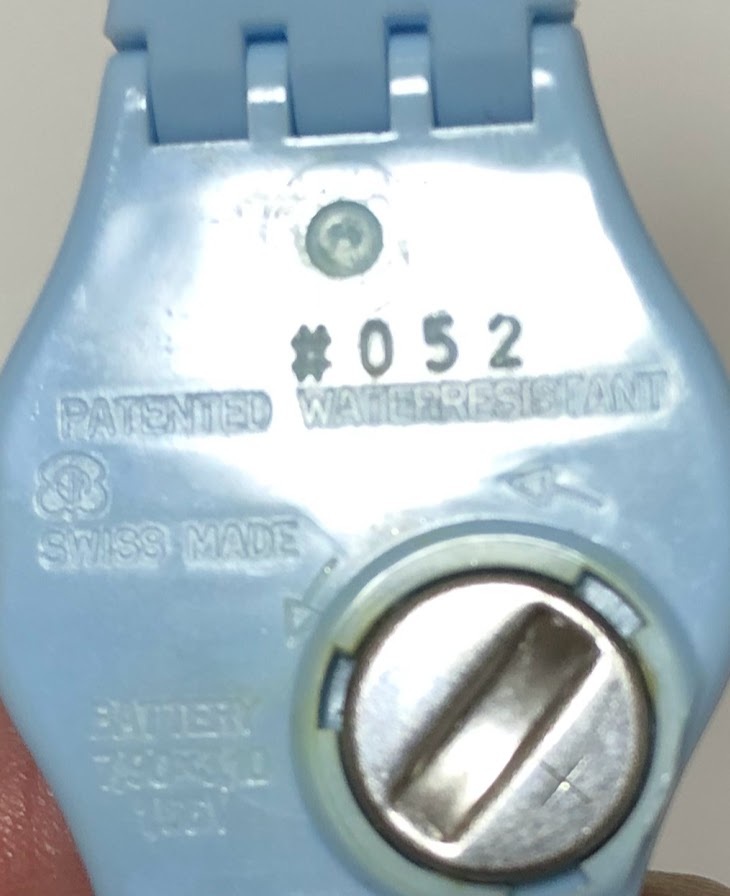 #052
PATENTED WATERRESISTANT
SWISS MADE
BATTERY
+